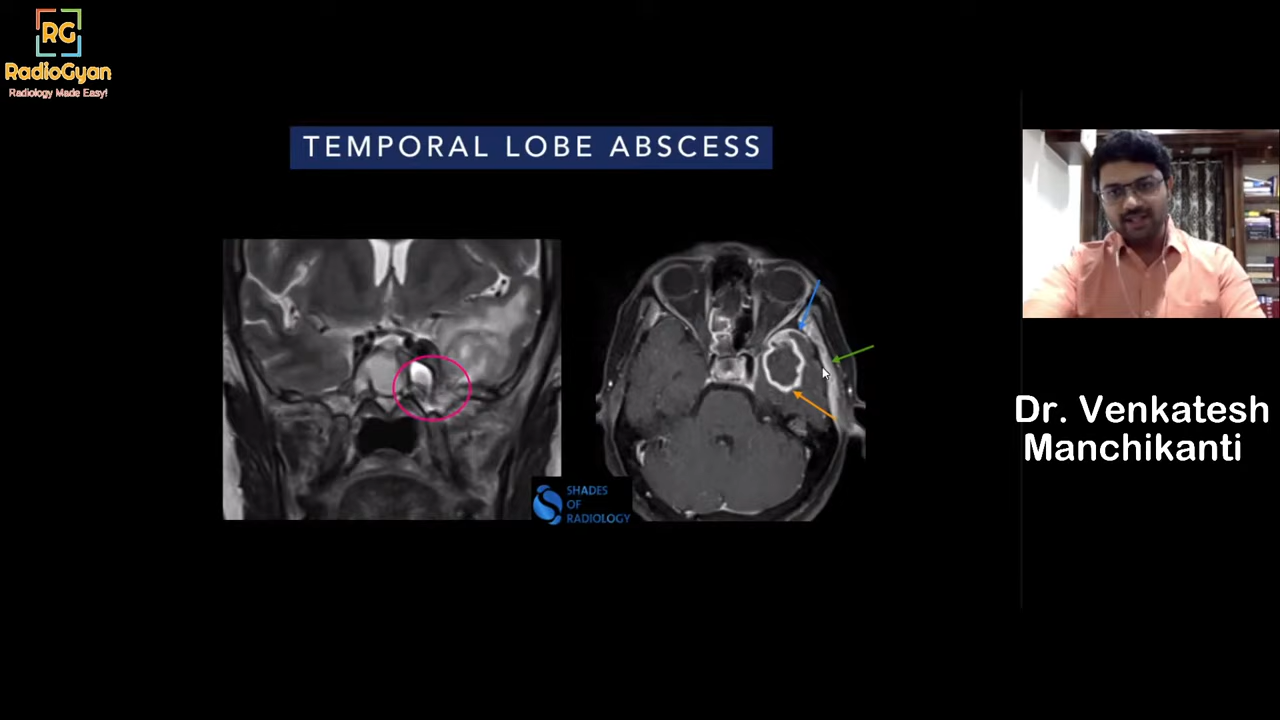 RG
RadioGyan
Radiology Made Easy!
TEMPORAL LOBE ABSCESS
SHADES
OF
RADIOLOGY
Dr. Venkatesh
Manchikanti